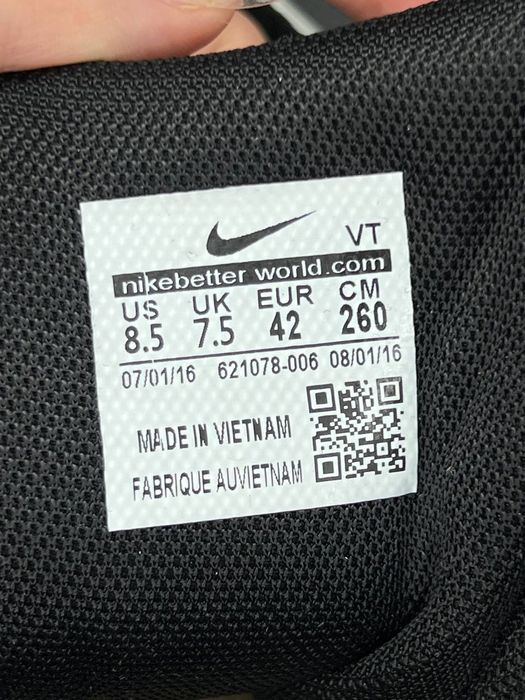 VT
nikebetter world.com
US UK EUR CM
8.5 7.5 42 260
07/01/16 621078-006 08/01/16
MADE IN VIETNAM
FABRIQUE AUVIETNAM